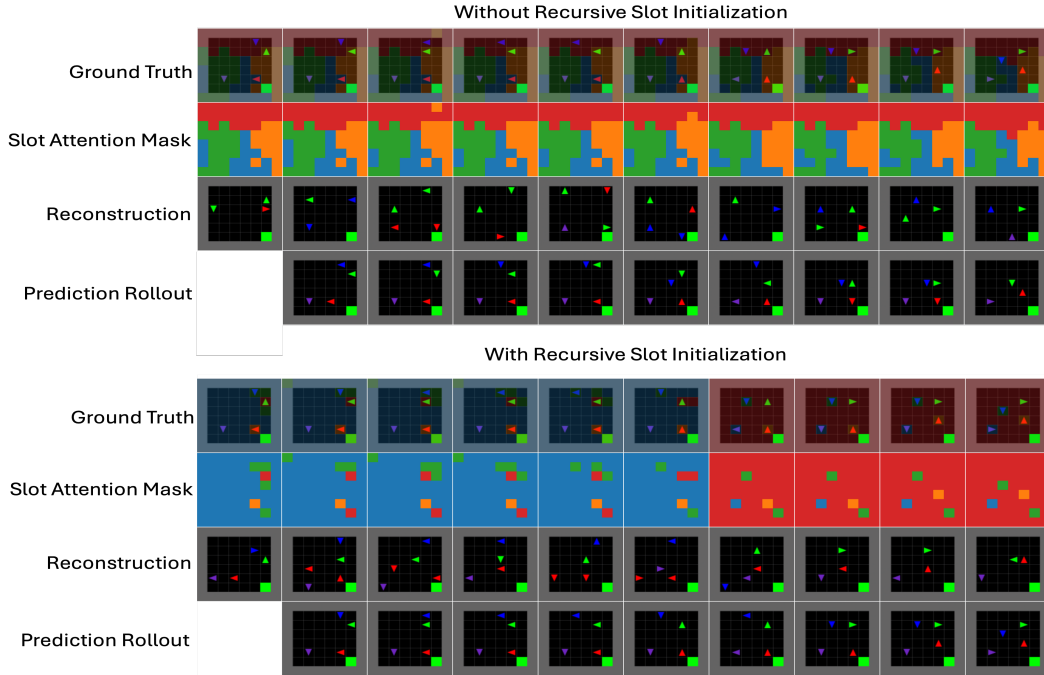 Without Recursive Slot Initialization
Ground Truth
Slot Attention Mask
Reconstruction
Prediction Rollout
With Recursive Slot Initialization
Ground Truth
Slot Attention Mask
Reconstruction
Prediction Rollout